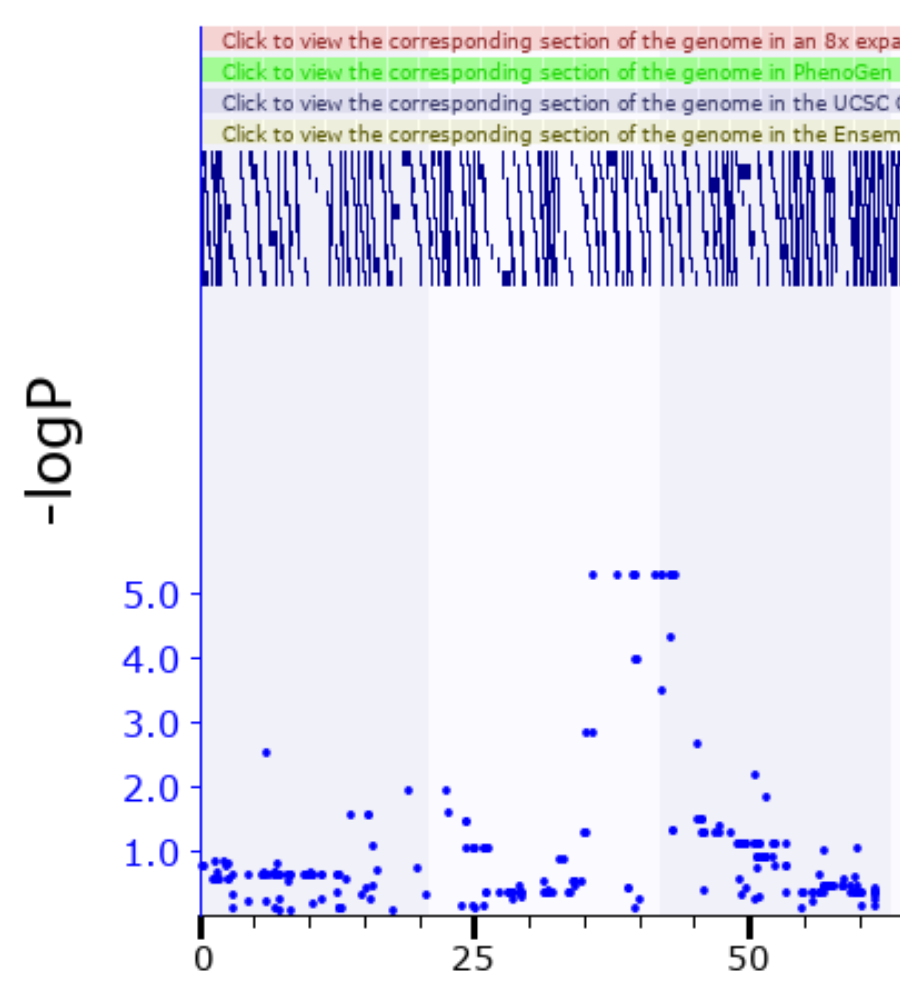 Click to view the corresponding section of the genome in an 8x expa
Click to view the corresponding section of the genome in PhenoGen
Click to view the corresponding section of the genome in the UCSC
Click to view the corresponding section of the genome in the Ensem
-logP
5.0
4.0
3.0
2.0
1.0
0 25 50